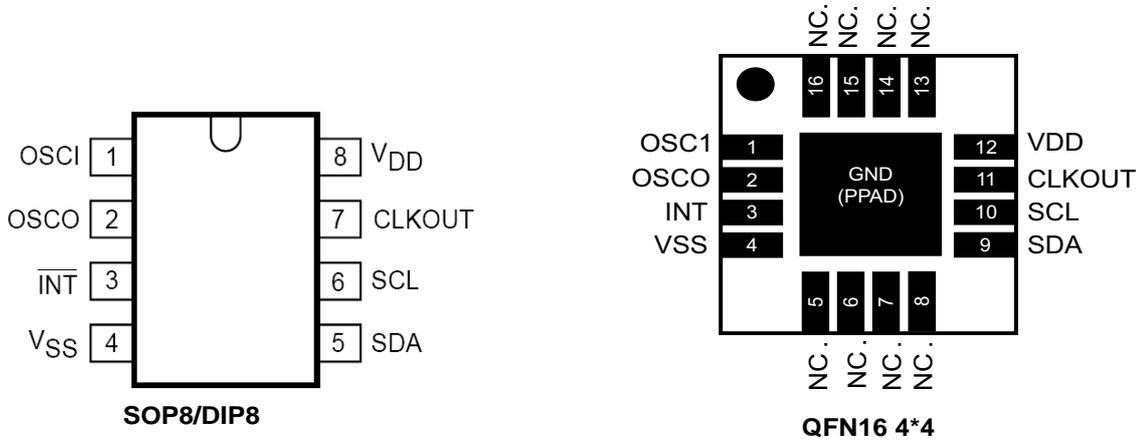 OSCI 1 8 VDD
OSCO 2 7 CLKOUT
INT 3 6 SCL
VSS 4 5 SDA
SOP8/DIP8
NC. NC. NC. NC.
16 15 14 13
OSC1 1 12 VDD
OSCO 2 11 CLKOUT
INT 3 10 SCL
VSS 4 9 SDA
GND
(PPAD)
5 6 7 8
NC. NC. NC. NC.
QFN16 4*4